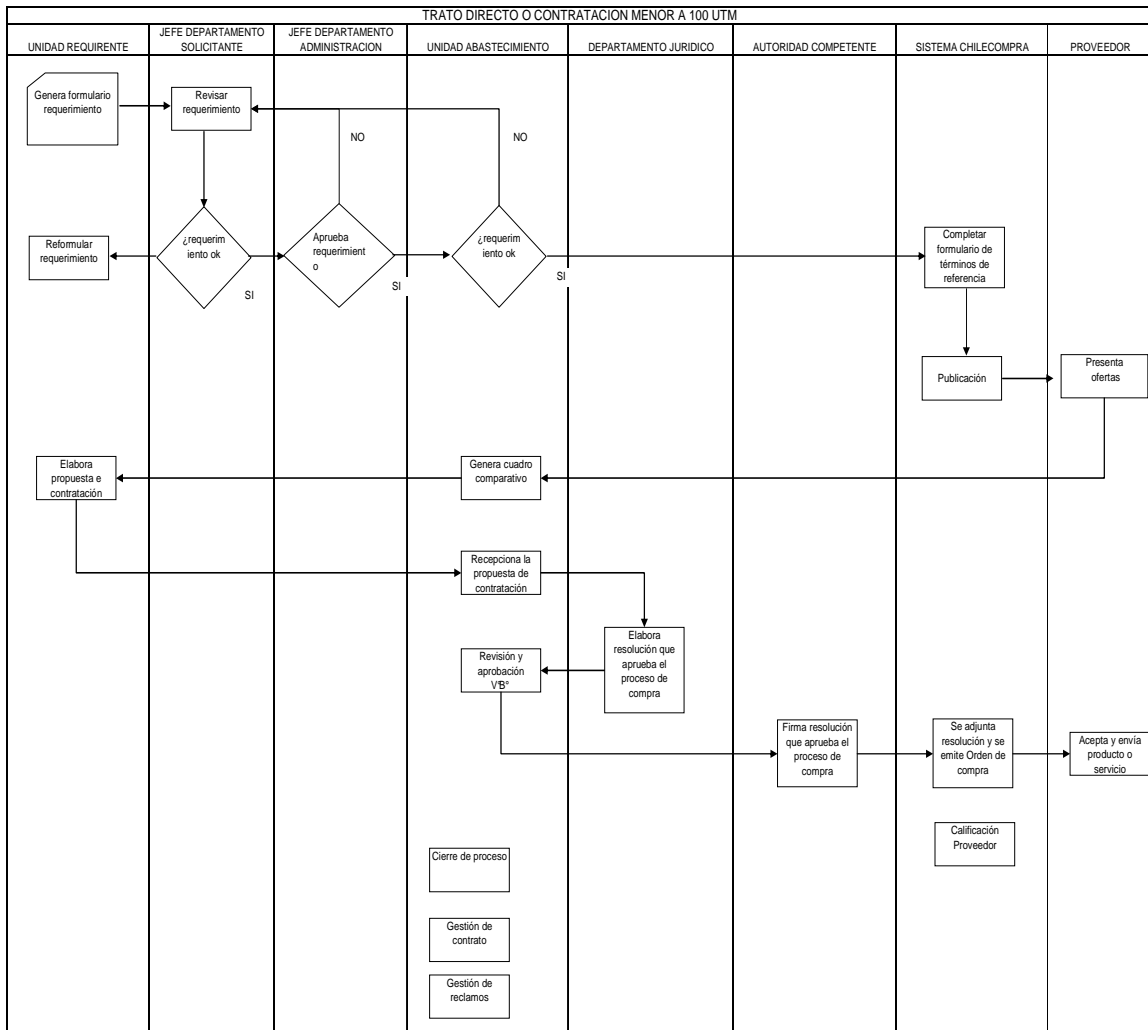 TRATO DIRECTO O CONTRATACION MENOR A 100 UTM
UNIDAD REQUIRENTE
JEFE DEPARTAMENTO
SOLICITANTE
JEFE DEPARTAMENTO
ADMINISTRACION
UNIDAD ABASTECIMIENTO
DEPARTAMENTO JURIDICO
AUTORIDAD COMPETENTE
SISTEMA CHILECOMPRA
PROVEEDOR
Genera formulario
requerimiento
Revisar
requerimiento
NO
NO
Reformular
requerimiento
¿requerim
iento ok
SI
Aprueba
requerimient
o
SI
¿requerim
iento ok
SI
Completar
formulario de
términos de
referencia
Publicación
Presenta
ofertas
Elabora
propuesta e
contratación
Genera cuadro
comparativo
Recepciona la
propuesta de
contratación
Elabora
resolución que
aprueba el
proceso de
compra
Revisión y
aprobación
V°B°
Firma resolución
que aprueba el
proceso de
compra
Se adjunta
resolución y se
emite Orden de
compra
Acepta y envía
producto o
servicio
Calificación
Proveedor
Cierre de proceso
Gestión de
contrato
Gestión de
reclamos